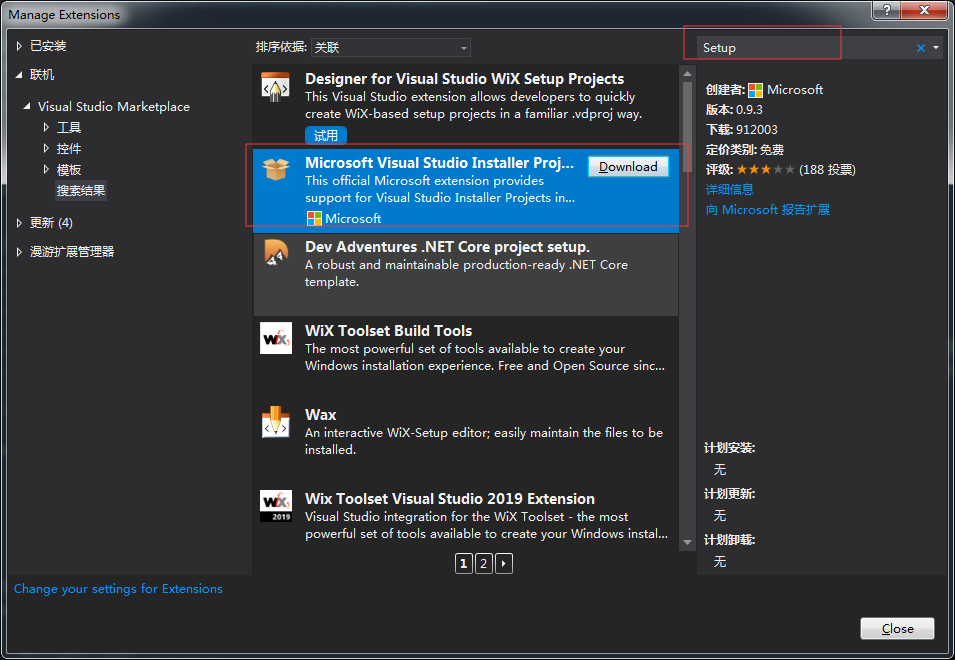 Manage Extensions
?
已安装
联机
Visual Studio Marketplace
工具
控件
模板
搜索结果
更新 (4)
漫游扩展管理器
排序依据: 关联
Designer for Visual Studio WiX Setup Projects
This Visual Studio extension allows developers to quickly
create WiX-based setup projects in a familiar .vdproj way.
试用
Microsoft Visual Studio Installer Proj...
Download
This official Microsoft extension provides
support for Visual Studio Installer Projects in...
Microsoft
Dev Adventures .NET Core project setup.
A robust and maintainable production-ready .NET Core
template.
WiX
WiX Toolset Build Tools
The most powerful set of tools available to create your
Windows installation experience. Free and Open Source sinc...
Wax
An interactive WiX-Setup editor; easily maintain the files to be
installed.
WiX
2019
Wix Toolset Visual Studio 2019 Extension
Visual Studio integration for the WiX Toolset - the most
powerful set of tools available to create your Windows instal...
1 2
Setup
创建者: Microsoft
版本: 0.9.3
下载: 912003
定价类别: 免费
评级: (188 投票)
详细信息
向 Microsoft 报告扩展
计划安装:
无
计划更新:
无
计划卸载:
无
Change your settings for Extensions
Close